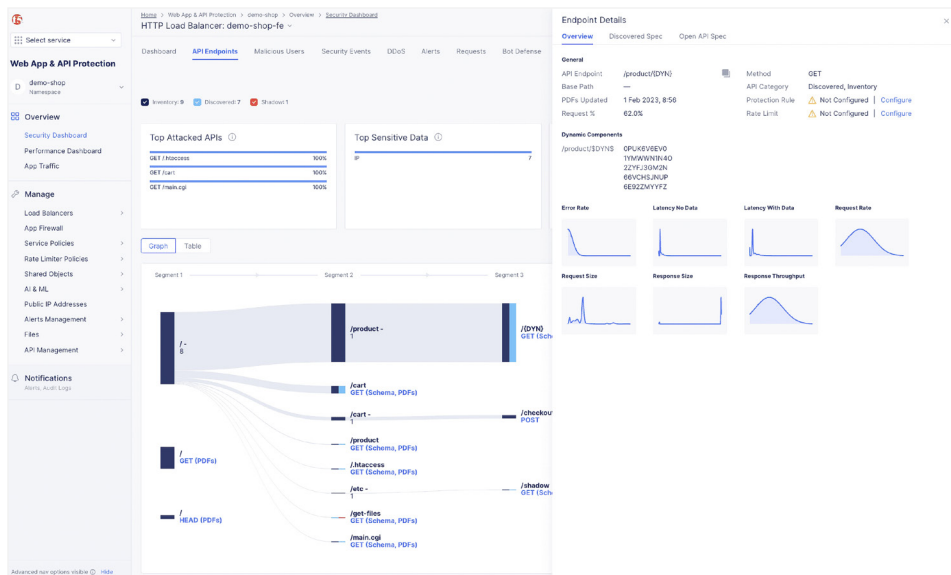 Home > Web App & API Protection > demo-shop > Overview > Security Dashboard
HTTP Load Balancer: demo-shop-fe
Select service
Web App & API Protection
D
demo-shop
Namespace
Overview
Security Dashboard
Performance Dashboard
App Traffic
Manage
Load Balancers
App Firewall
Service Policies
Rate Limiter Policies
Shared Objects
AI & ML
Public IP Addresses
Alerts Management
Files
API Management
Notifications
Alerts, Audit Logs
Advanced nav options visible Hide
Dashboard API Endpoints Malicious Users Security Events DDoS Alerts Requests Bot Defense
Inventory: 9 Discovered: 7 Shadow: 1
Top Attacked APIs
GET /.htaccess 100%
GET /cart 100%
GET /main.cgi 100%
Top Sensitive Data
IP 7
Graph Table
Segment 1 Segment 2 Segment 3
/ -
8
/
GET (PDFs)
/
HEAD (PDFs)
/product -
1
/cart
GET (Schema, PDFs)
/cart -
1
/product
GET (Schema, PDFs)
/.htaccess
GET (Schema, PDFs)
/etc -
1
/get-files
GET (Schema, PDFs)
/main.cgi
GET (Schema, PDFs)
/{DYN}
GET (Sche
/checkout
POST
/shadow
GET (Sche
Endpoint Details
Overview Discovered Spec Open API Spec
General
API Endpoint /product/{DYN} Method GET
Base Path — API Category Discovered, Inventory
PDFs Updated 1 Feb 2023, 8:56 Protection Rule Not Configured | Configure
Request % 62.0% Rate Limit Not Configured | Configure
Dynamic Components
/product/$DYN$ 0PUK6V6EV0
1YMWWN1N4O
2ZYFJ3GM2N
66VCHSJNUP
6E92ZMYYFZ
Error Rate Latency No Data Latency With Data Request Rate
Request Size Response Size Response Throughput